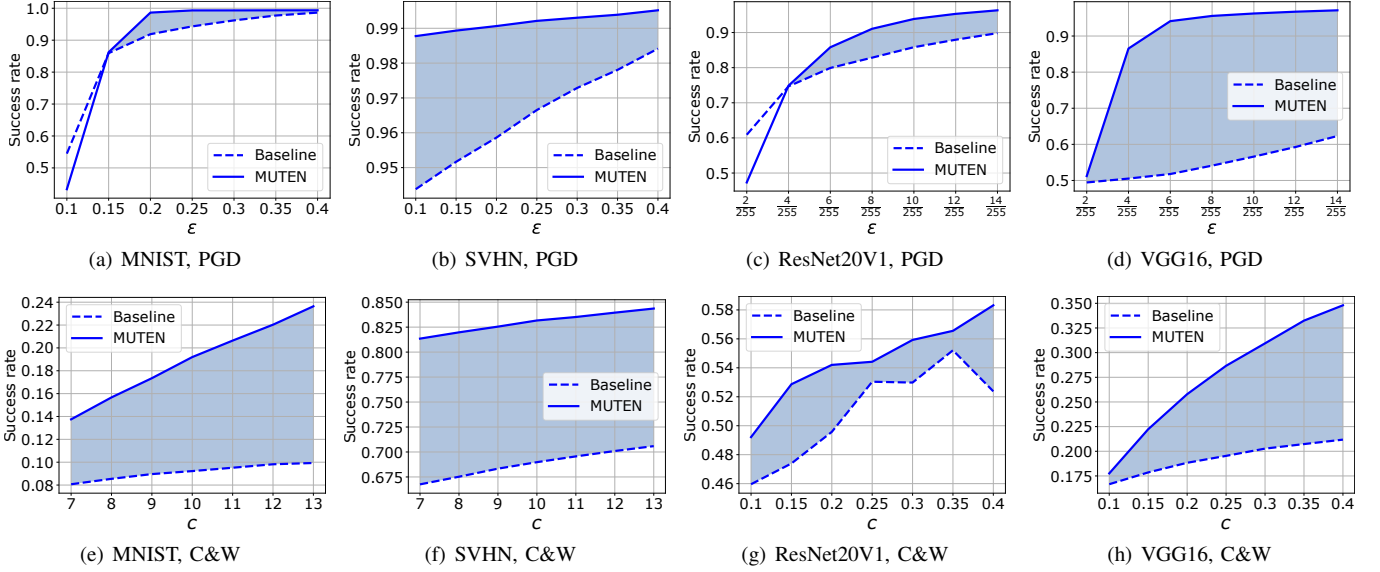 Success rate
1.0
0.9
0.8
0.7
0.6
0.5
Baseline
MUTEN
0.1 0.15 0.2 0.25 0.3 0.35 0.4
ε
(a) MNIST, PGD
Success rate
0.99
0.98
0.97
0.96
0.95
Baseline
MUTEN
0.1 0.15 0.2 0.25 0.3 0.35 0.4
ε
(b) SVHN, PGD
Success rate
1.0
0.9
0.8
0.7
0.6
0.5
Baseline
MUTEN
2/255 4/255 6/255 8/255 10/255 12/255 14/255
ε
(c) ResNet20V1, PGD
Success rate
0.9
0.8
0.7
0.6
0.5
Baseline
MUTEN
2/255 4/255 6/255 8/255 10/255 12/255 14/255
ε
(d) VGG16, PGD
Success rate
0.24
0.22
0.20
0.18
0.16
0.14
0.12
0.10
0.08
Baseline
MUTEN
7 8 9 10 11 12 13
c
(e) MNIST, C&W
Success rate
0.850
0.825
0.800
0.775
0.750
0.725
0.700
0.675
Baseline
MUTEN
7 8 9 10 11 12 13
c
(f) SVHN, C&W
Success rate
0.58
0.56
0.54
0.52
0.50
0.48
0.46
Baseline
MUTEN
0.1 0.15 0.2 0.25 0.3 0.35 0.4
c
(g) ResNet20V1, C&W
Success rate
0.350
0.325
0.300
0.275
0.250
0.225
0.200
0.175
Baseline
MUTEN
0.1 0.15 0.2 0.25 0.3 0.35 0.4
c
(h) VGG16, C&W